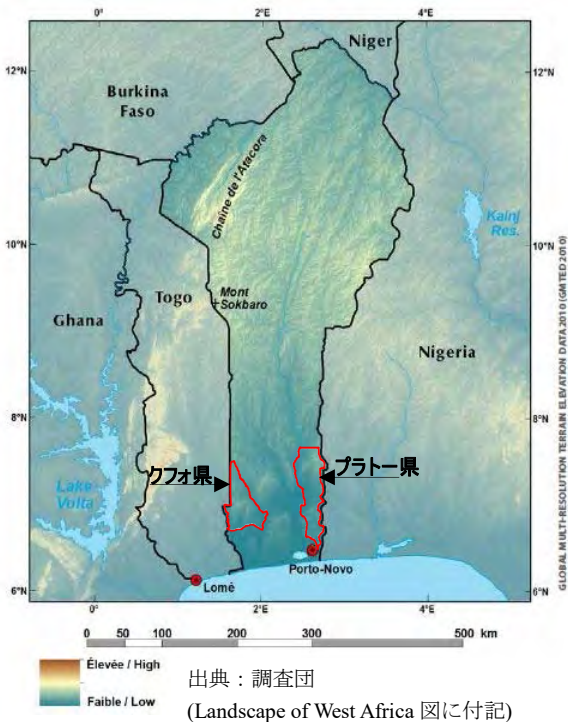 2°E
4°E
0°
Niger
12°N
12°N
Burkina
Faso
Chaîne de l'Atacora
Kainj
Res.
10°N
10°N
Togo
Mont
Sokbaro
Ghana
Nigeria
8°N
8°N
クフォ県
プラトー県
Lake
Volta
Porto-Novo
Lomé
6°N
6°N
0°
2°E
4°E
GLOBAL MULTI-RESOLUTION TERRAIN ELEVATION DATA 2010 (GMTED 2010)
0 50 100 200 300 500 km
Élevée / High
Faible / Low
出典：調査団
(Landscape of West Africa 図に付記)